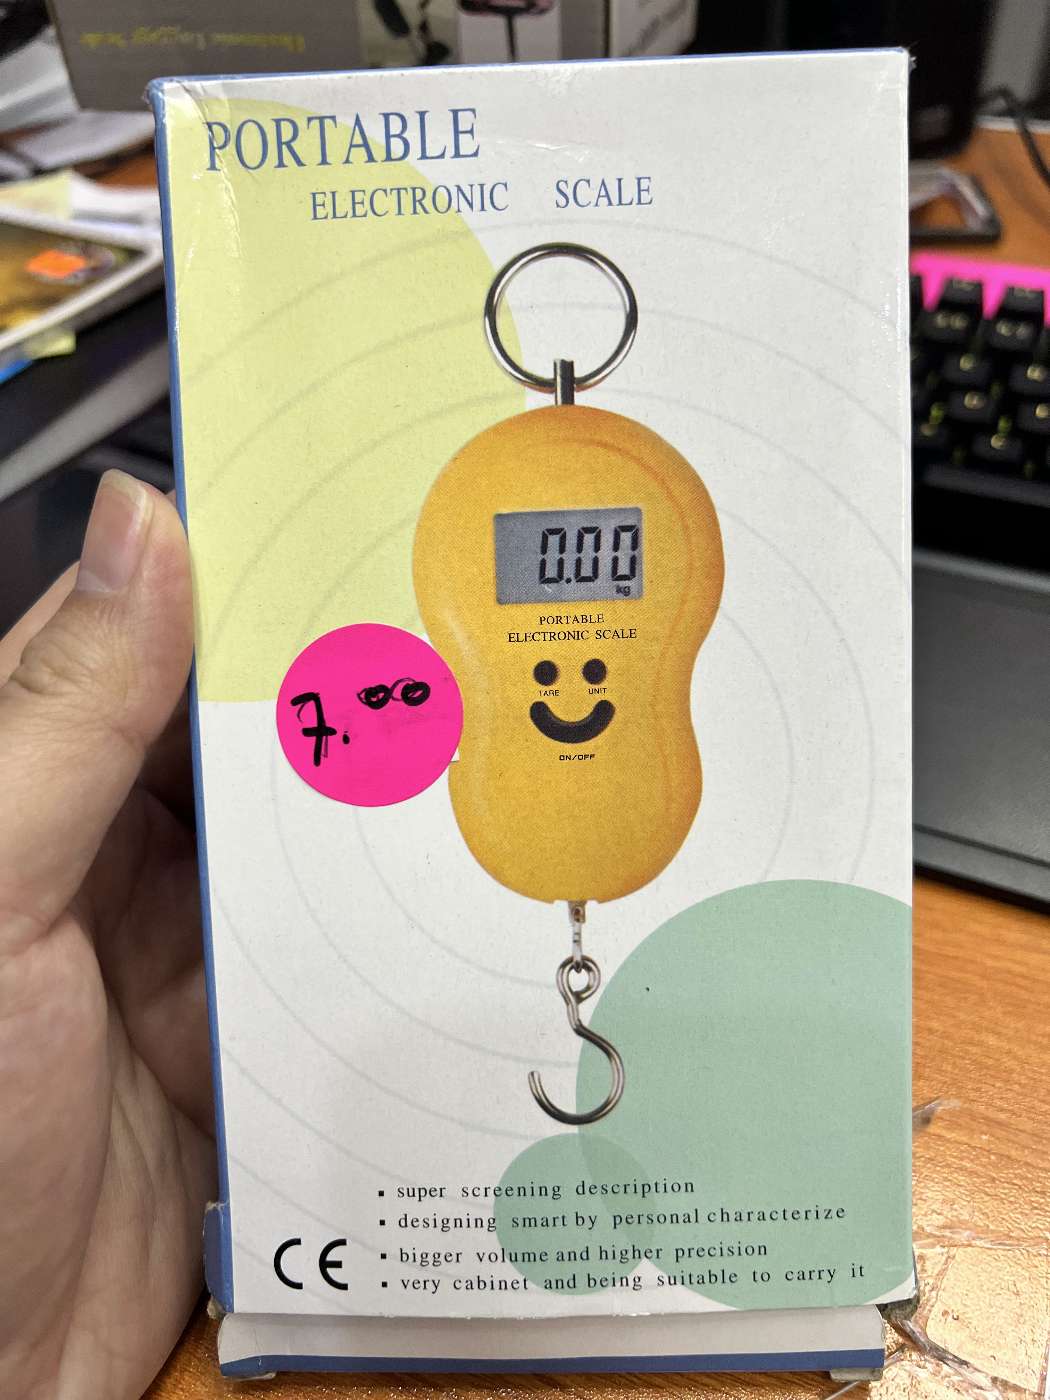 PORTABLE
ELECTRONIC SCALE
0.00
kg
PORTABLE
ELECTRONIC SCALE
TARE UNIT
ON/OFF
7.00
super screening description
designing smart by personal characterize
bigger volume and higher precision
very cabinet and being suitable to carry it
CE